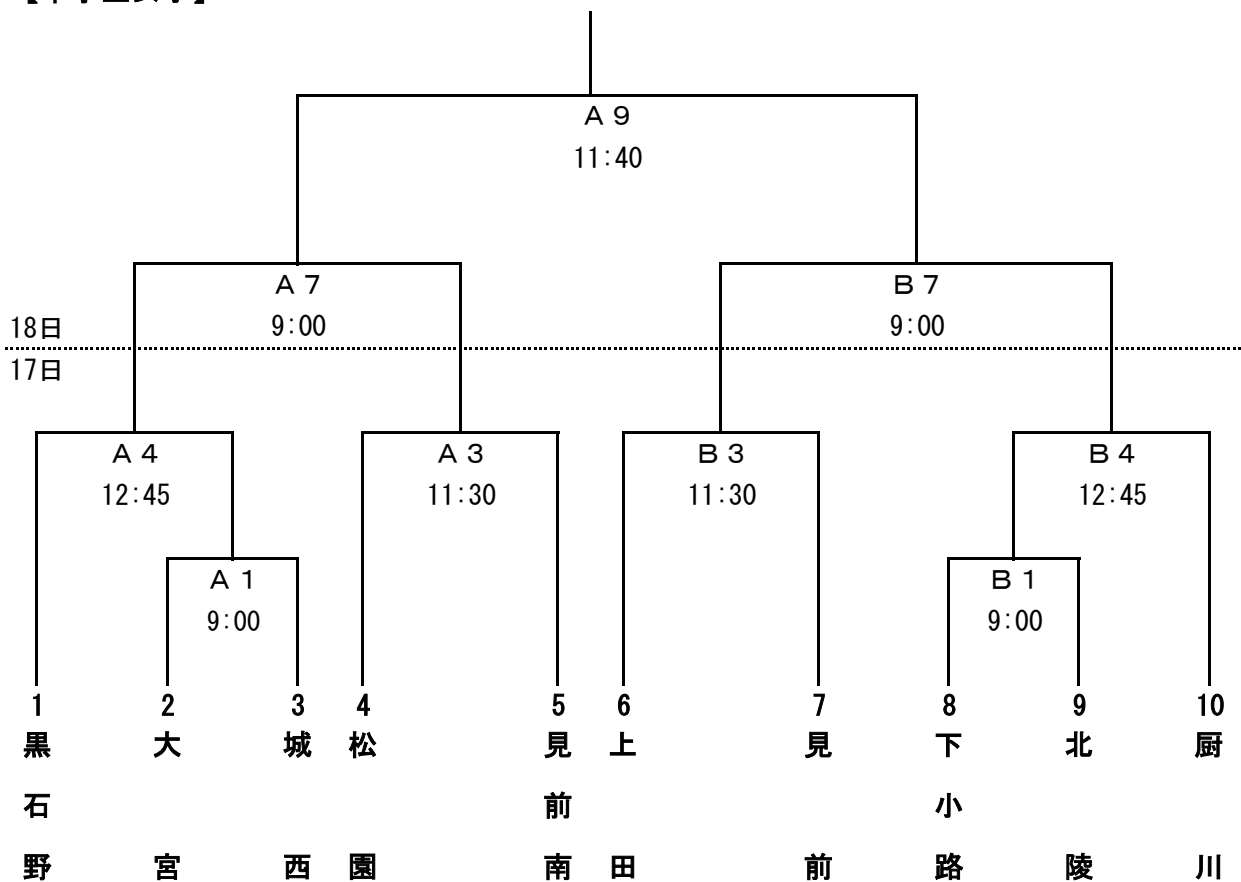 Ａ９
11:40
Ａ７
Ｂ７
18日
9:00
9:00
17日
Ａ４
Ａ３
Ｂ３
Ｂ４
12:45
11:30
11:30
12:45
Ａ１
Ｂ１
9:00
9:00
1
2
3
4
5
6
7
8
9
10
黒石野
大宮
城西
松園
見前南
上田
見前
下小路
北陵
厨川